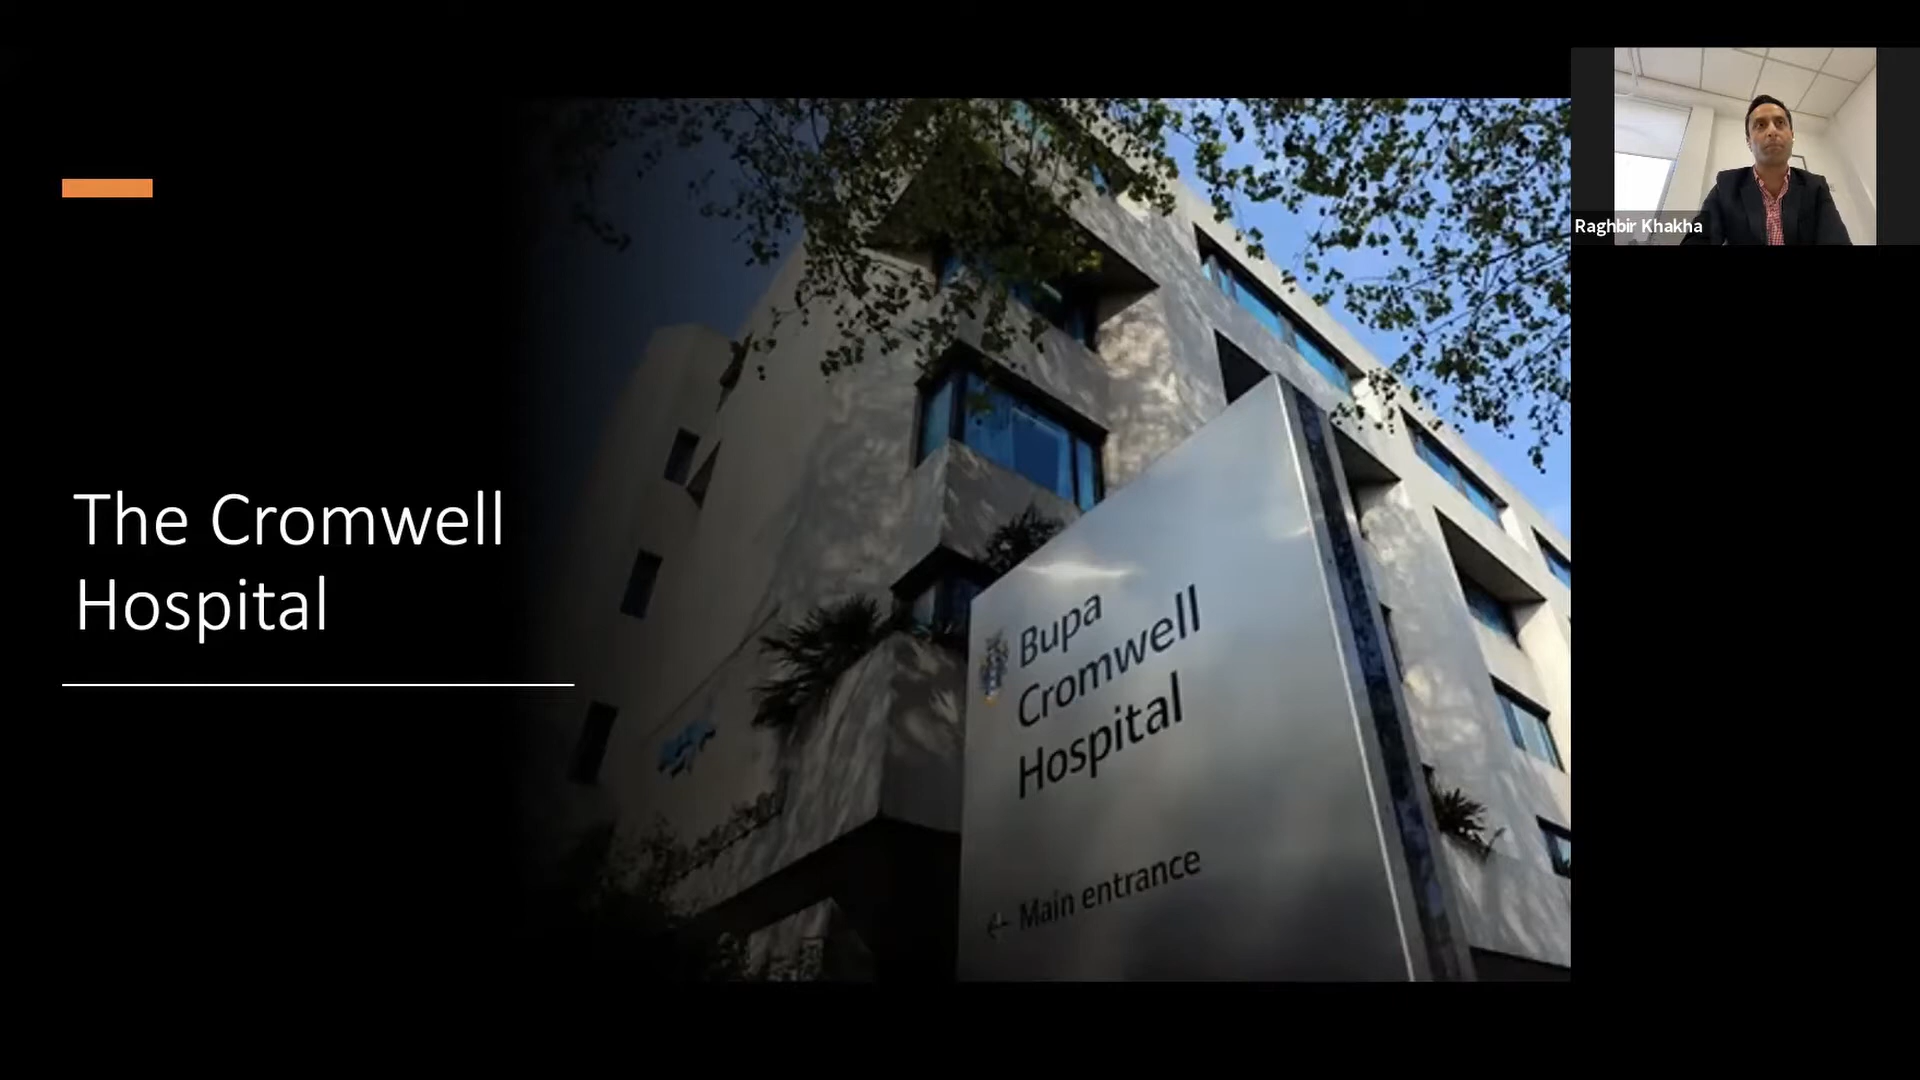 The Cromwell
Hospital
Bupa
Cromwell
Hospital
← Main entrance
Raghbir Khakha